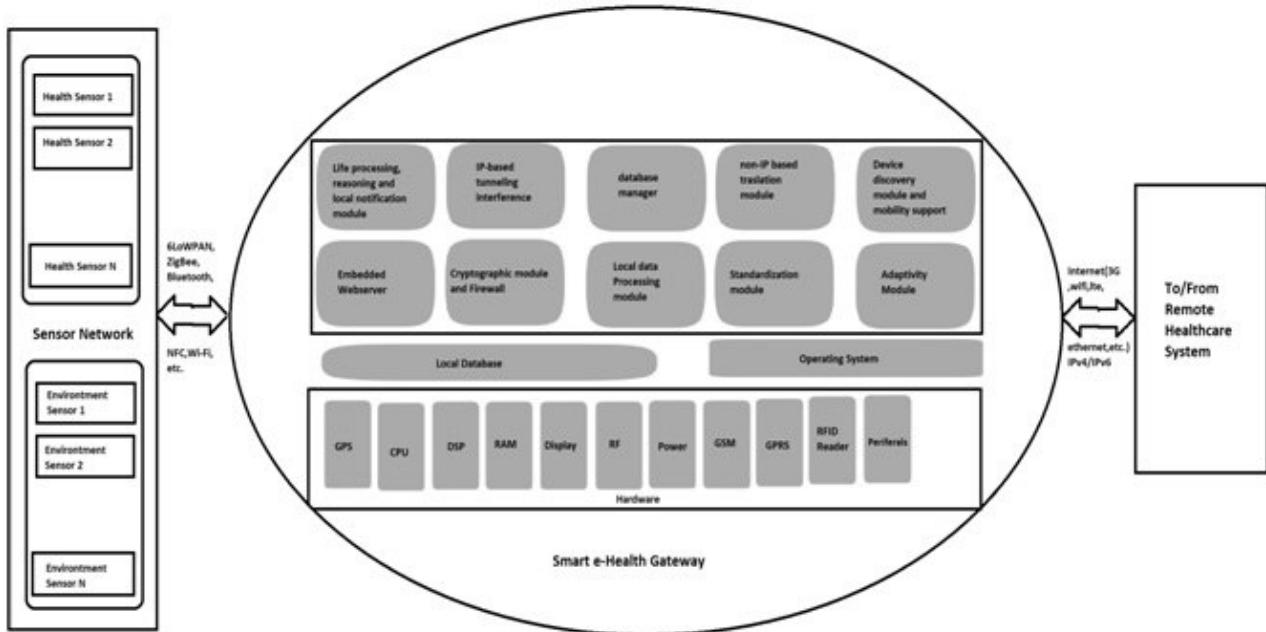 Health Sensor 1
Health Sensor 2
Health Sensor N
Sensor Network
Environtment
Sensor 1
Environtment
Sensor 2
Environtment
Sensor N
6LoWPAN,
ZigBee,
Bluetooth,
NFC,Wi-Fi,
etc.
Life processing,
reasoning and
local notification
module
IP-based
tunneling
interference
database
manager
non-IP based
traslation
module
Device
discovery
module and
mobility support
Embedded
Webserver
Cryptographic module
and Firewall
Local data
Processing
module
Standardization
module
Adaptivity
Module
Local Database
Operating System
GPS
CPU
DSP
RAM
Display
RF
Power
GSM
GPRS
RFID
Reader
Periferals
Hardware
Smart e-Health Gateway
Internet(3G
,wifi,lte,
ethernet,etc.)
IPv4/IPv6
To/From
Remote
Healthcare
System